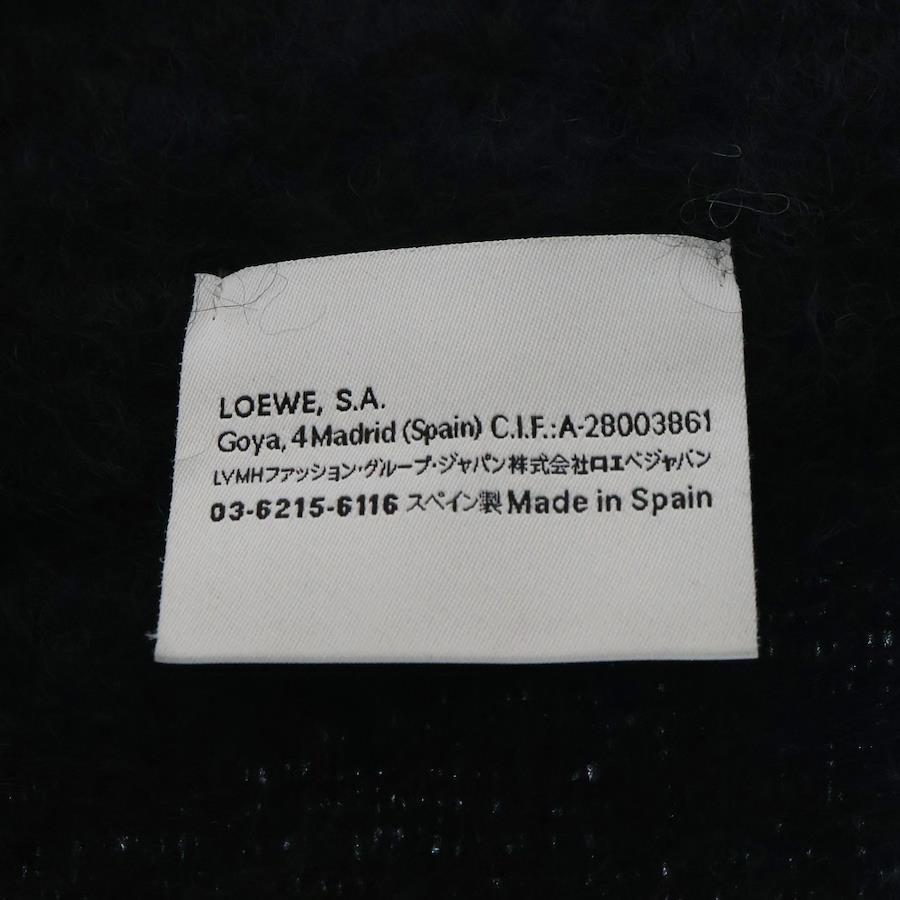 LOEWE, S.A.
Goya, 4 Madrid (Spain) C.I.F.:A-28003861
LVMHファッション・グループ・ジャパン株式会社ロエベジャパン
03-6215-6116 スペイン製 Made in Spain